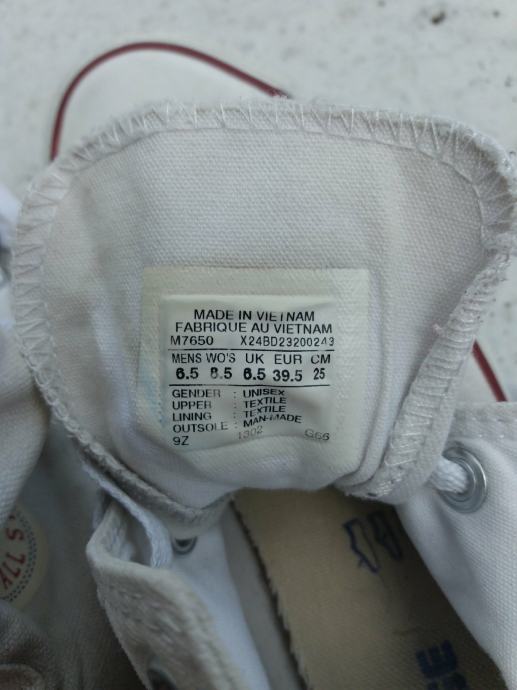 MADE IN VIETNAM
FABRIQUE AU VIETNAM
M7650 X24BD23200243
MENS WO'S UK EUR CM
6.5 8.5 6.5 39.5 25
GENDER : UNISEX
UPPER : TEXTILE
LINING : TEXTILE
OUTSOLE : MAN-MADE
9Z 1302 G66